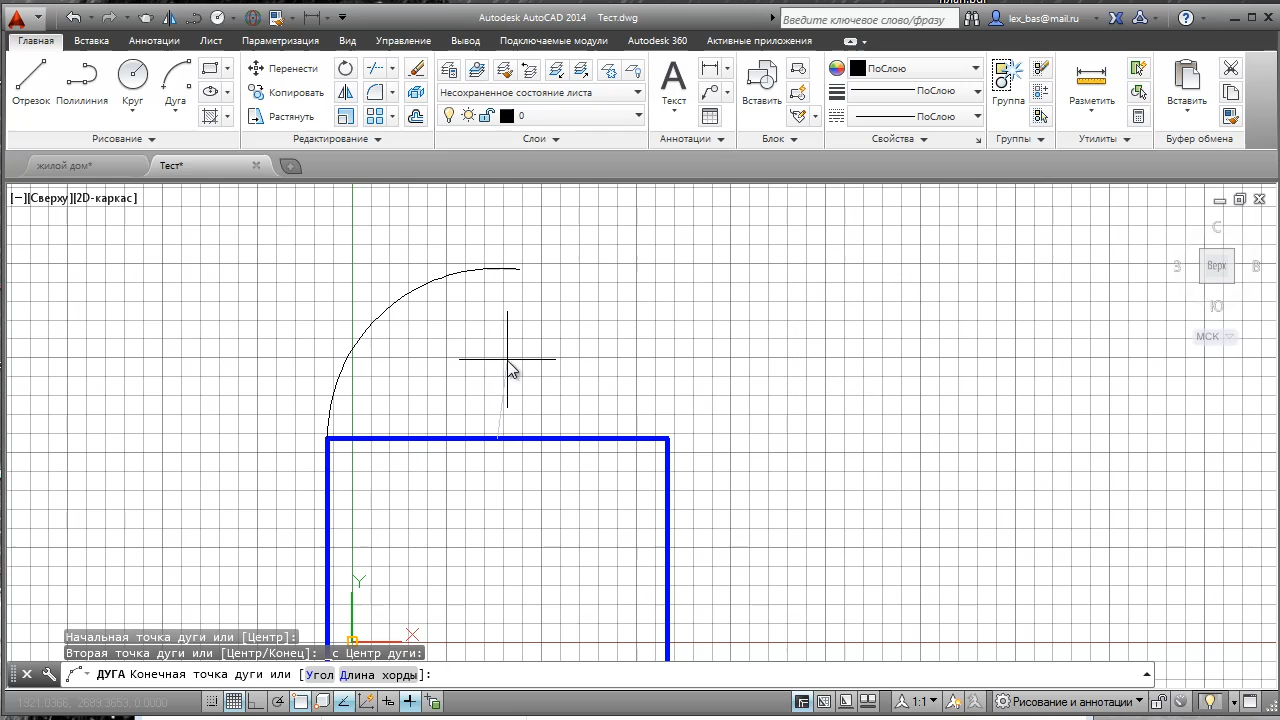 Autodesk AutoCAD 2014 Тест.dwg
Введите ключевое слово/фразу
lex_bas@mail.ru
Главная Вставка Аннотации Лист Параметризация Вид Управление Вывод Подключаемые модули Autodesk 360 Активные приложения
Отрезок Полилиния Круг Дуга
Перенести
Копировать
Растянуть
Несохраненное состояние листа
0
Текст
Вставить
ПоСлою
ПоСлою
ПоСлою
Группа
Разметить
Вставить
Рисование Редактирование Слои Аннотации Блок Свойства Группы Утилиты Буфер обмена
жилой дом* Тест*
[−][Сверху][2D-каркас]
С
З Верх В
Ю
МСК
Y
X
Начальная точка дуги или [Центр]:
Вторая точка дуги или [Центр/Конец]: _c Центр дуги:
ДУГА Конечная точка дуги или [Угол Длина хорды]:
1:1
Рисование и аннотации